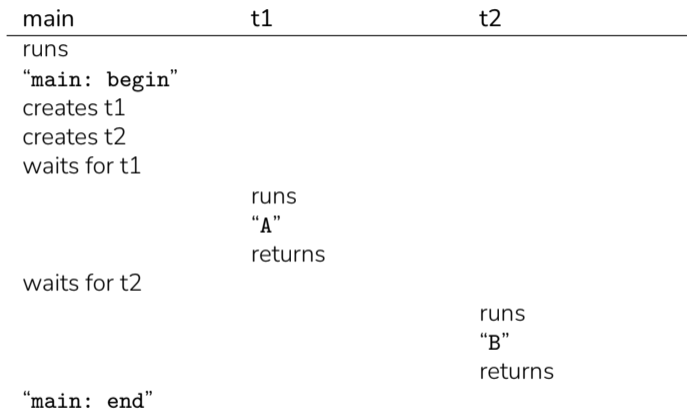 main t1 t2
runs
“main: begin”
creates t1
creates t2
waits for t1
runs
“A”
returns
waits for t2
runs
“B”
returns
“main: end”